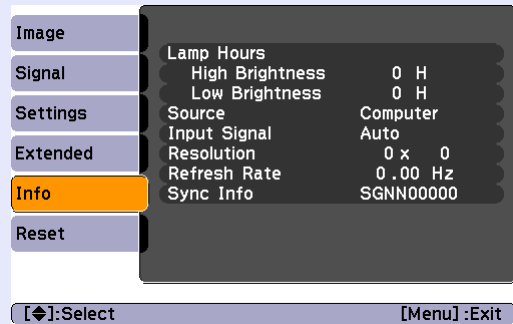 Image
Signal
Settings
Extended
Info
Reset
Lamp Hours
High Brightness 0 H
Low Brightness 0 H
Source Computer
Input Signal Auto
Resolution 0 x 0
Refresh Rate 0.00 Hz
Sync Info SGNN00000
[◆]:Select [Menu]:Exit